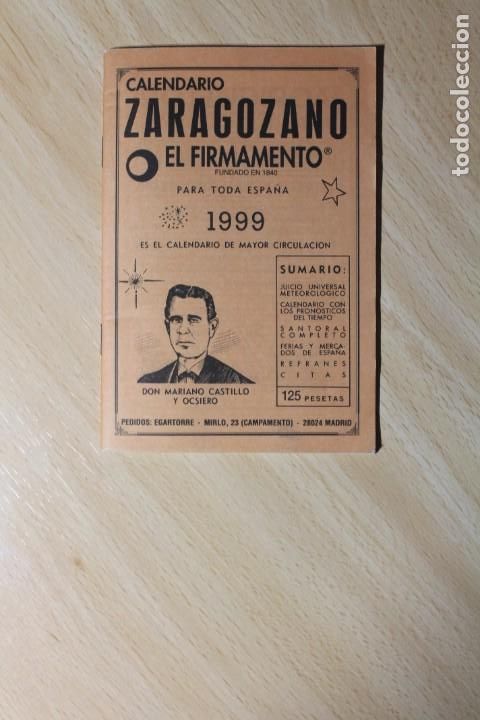 CALENDARIO
ZARAGOZANO
EL FIRMAMENTO®
FUNDADO EN 1840
PARA TODA ESPAÑA
1999
ES EL CALENDARIO DE MAYOR CIRCULACION
SUMARIO:
JUICIO UNIVERSAL
METEOROLOGICO
CALENDARIO CON
LOS PRONOSTICOS
DEL TIEMPO
SANTORAL
COMPLETO
FERIAS Y MERCA-
DOS DE ESPAÑA
REFRANES
CITAS
125 PESETAS
DON MARIANO CASTILLO
Y OCSIERO
PEDIDOS: EGARTORRE - MIRLO, 23 (CAMPAMENTO) - 28024 MADRID
todocoleccion